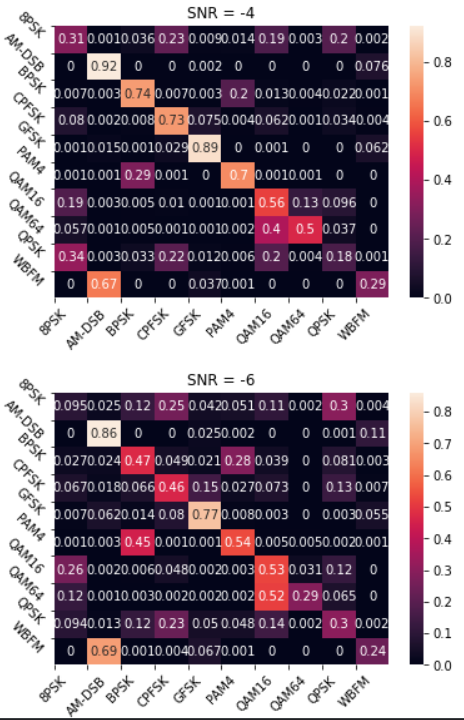 SNR = -4
8PSK 0.31 0.001 0.036 0.23 0.009 0.014 0.19 0.003 0.2 0.002
AM-DSB 0 0.92 0 0 0.002 0 0 0 0 0.076
BPSK 0.007 0.003 0.74 0.007 0.003 0.2 0.013 0.004 0.022 0.001
CPFSK 0.08 0.002 0.008 0.73 0.075 0.004 0.062 0.001 0.034 0.004
GFSK 0.001 0.015 0.001 0.029 0.89 0 0.001 0 0 0.062
PAM4 0.001 0.001 0.29 0.001 0 0.7 0.001 0.001 0 0
QAM16 0.19 0.003 0.005 0.01 0.001 0.001 0.56 0.13 0.096 0
QAM64 0.057 0.001 0.005 0.001 0.001 0.002 0.4 0.5 0.037 0
QPSK 0.34 0.003 0.033 0.22 0.012 0.006 0.2 0.004 0.18 0.001
WBFM 0 0.67 0 0 0.037 0.001 0 0 0 0.29
8PSK AM-DSB BPSK CPFSK GFSK PAM4 QAM16 QAM64 QPSK WBFM
0.8
0.6
0.4
0.2
0.0
SNR = -6
8PSK 0.095 0.025 0.12 0.25 0.042 0.051 0.11 0.002 0.3 0.004
AM-DSB 0 0.86 0 0 0.025 0.002 0 0 0.001 0.11
BPSK 0.027 0.024 0.47 0.049 0.021 0.28 0.039 0 0.081 0.003
CPFSK 0.067 0.018 0.066 0.46 0.15 0.027 0.073 0 0.13 0.007
GFSK 0.007 0.062 0.014 0.08 0.77 0.008 0.003 0 0.003 0.055
PAM4 0.001 0.003 0.45 0.001 0.001 0.54 0.005 0.005 0.002 0.001
QAM16 0.26 0.002 0.006 0.048 0.002 0.003 0.53 0.031 0.12 0
QAM64 0.12 0.001 0.003 0.002 0.002 0.002 0.52 0.29 0.065 0
QPSK 0.094 0.013 0.12 0.23 0.05 0.048 0.14 0.002 0.3 0.002
WBFM 0 0.69 0.001 0.004 0.067 0.001 0 0 0 0.24
8PSK AM-DSB BPSK CPFSK GFSK PAM4 QAM16 QAM64 QPSK WBFM
0.8
0.7
0.6
0.5
0.4
0.3
0.2
0.1
0.0